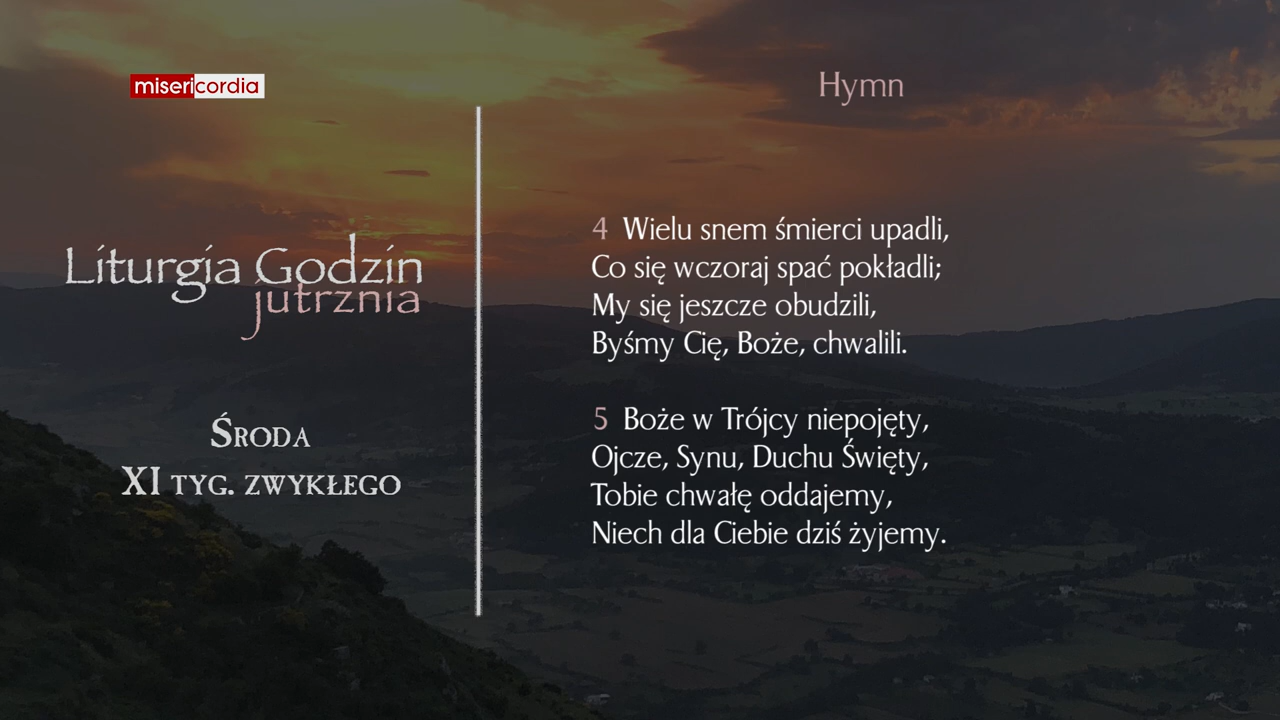 misericordia
Liturgia Godzin
jutrznia
Środa
XI tyg. zwykłego
Hymn
4 Wielu snem śmierci upadli,
Co się wczoraj spać pokładli;
My się jeszcze obudzili,
Byśmy Cię, Boże, chwalili.
5 Boże w Trójcy niepojęty,
Ojcze, Synu, Duchu Święty,
Tobie chwałę oddajemy,
Niech dla Ciebie dziś żyjemy.